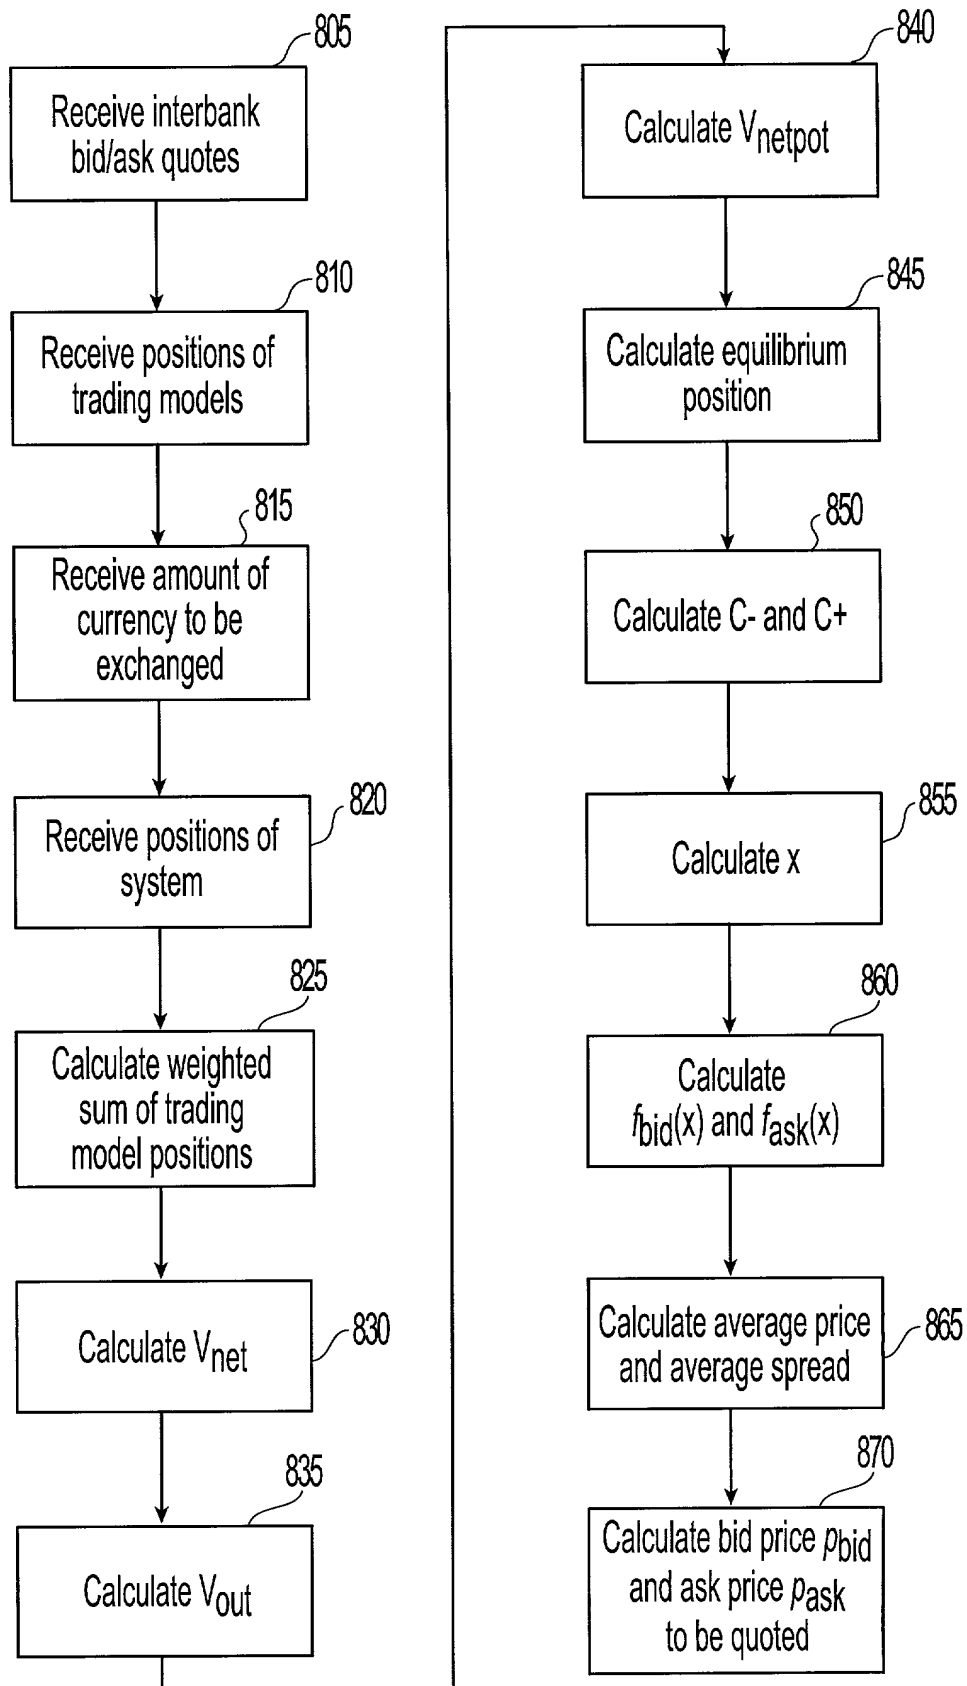 805
Receive interbank
bid/ask quotes
810
Receive positions of
trading models
815
Receive amount of
currency to be
exchanged
820
Receive positions of
system
825
Calculate weighted
sum of trading
model positions
830
Calculate Vnet
835
Calculate Vout
840
Calculate Vnetpot
845
Calculate equilibrium
position
850
Calculate C- and C+
855
Calculate x
860
Calculate
fbid(x) and fask(x)
865
Calculate average price
and average spread
870
Calculate bid price pbid
and ask price pask
to be quoted